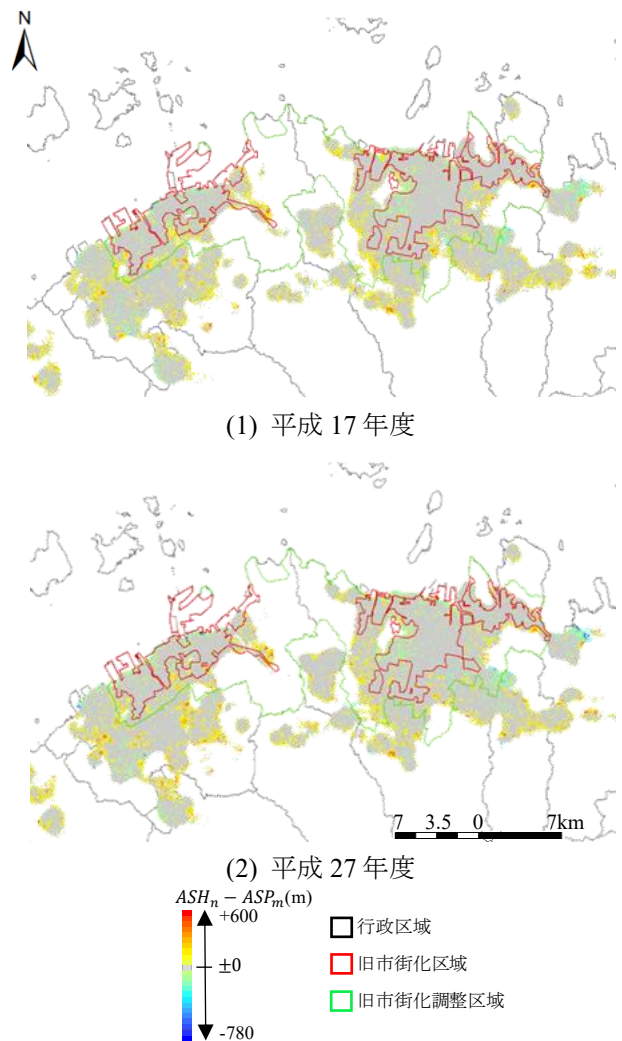 N
(1) 平成 17 年度
7 3.5 0 7km
(2) 平成 27 年度
ASHₙ − ASPₘ(m)
+600
±0
-780
行政区域
旧市街化区域
旧市街化調整区域